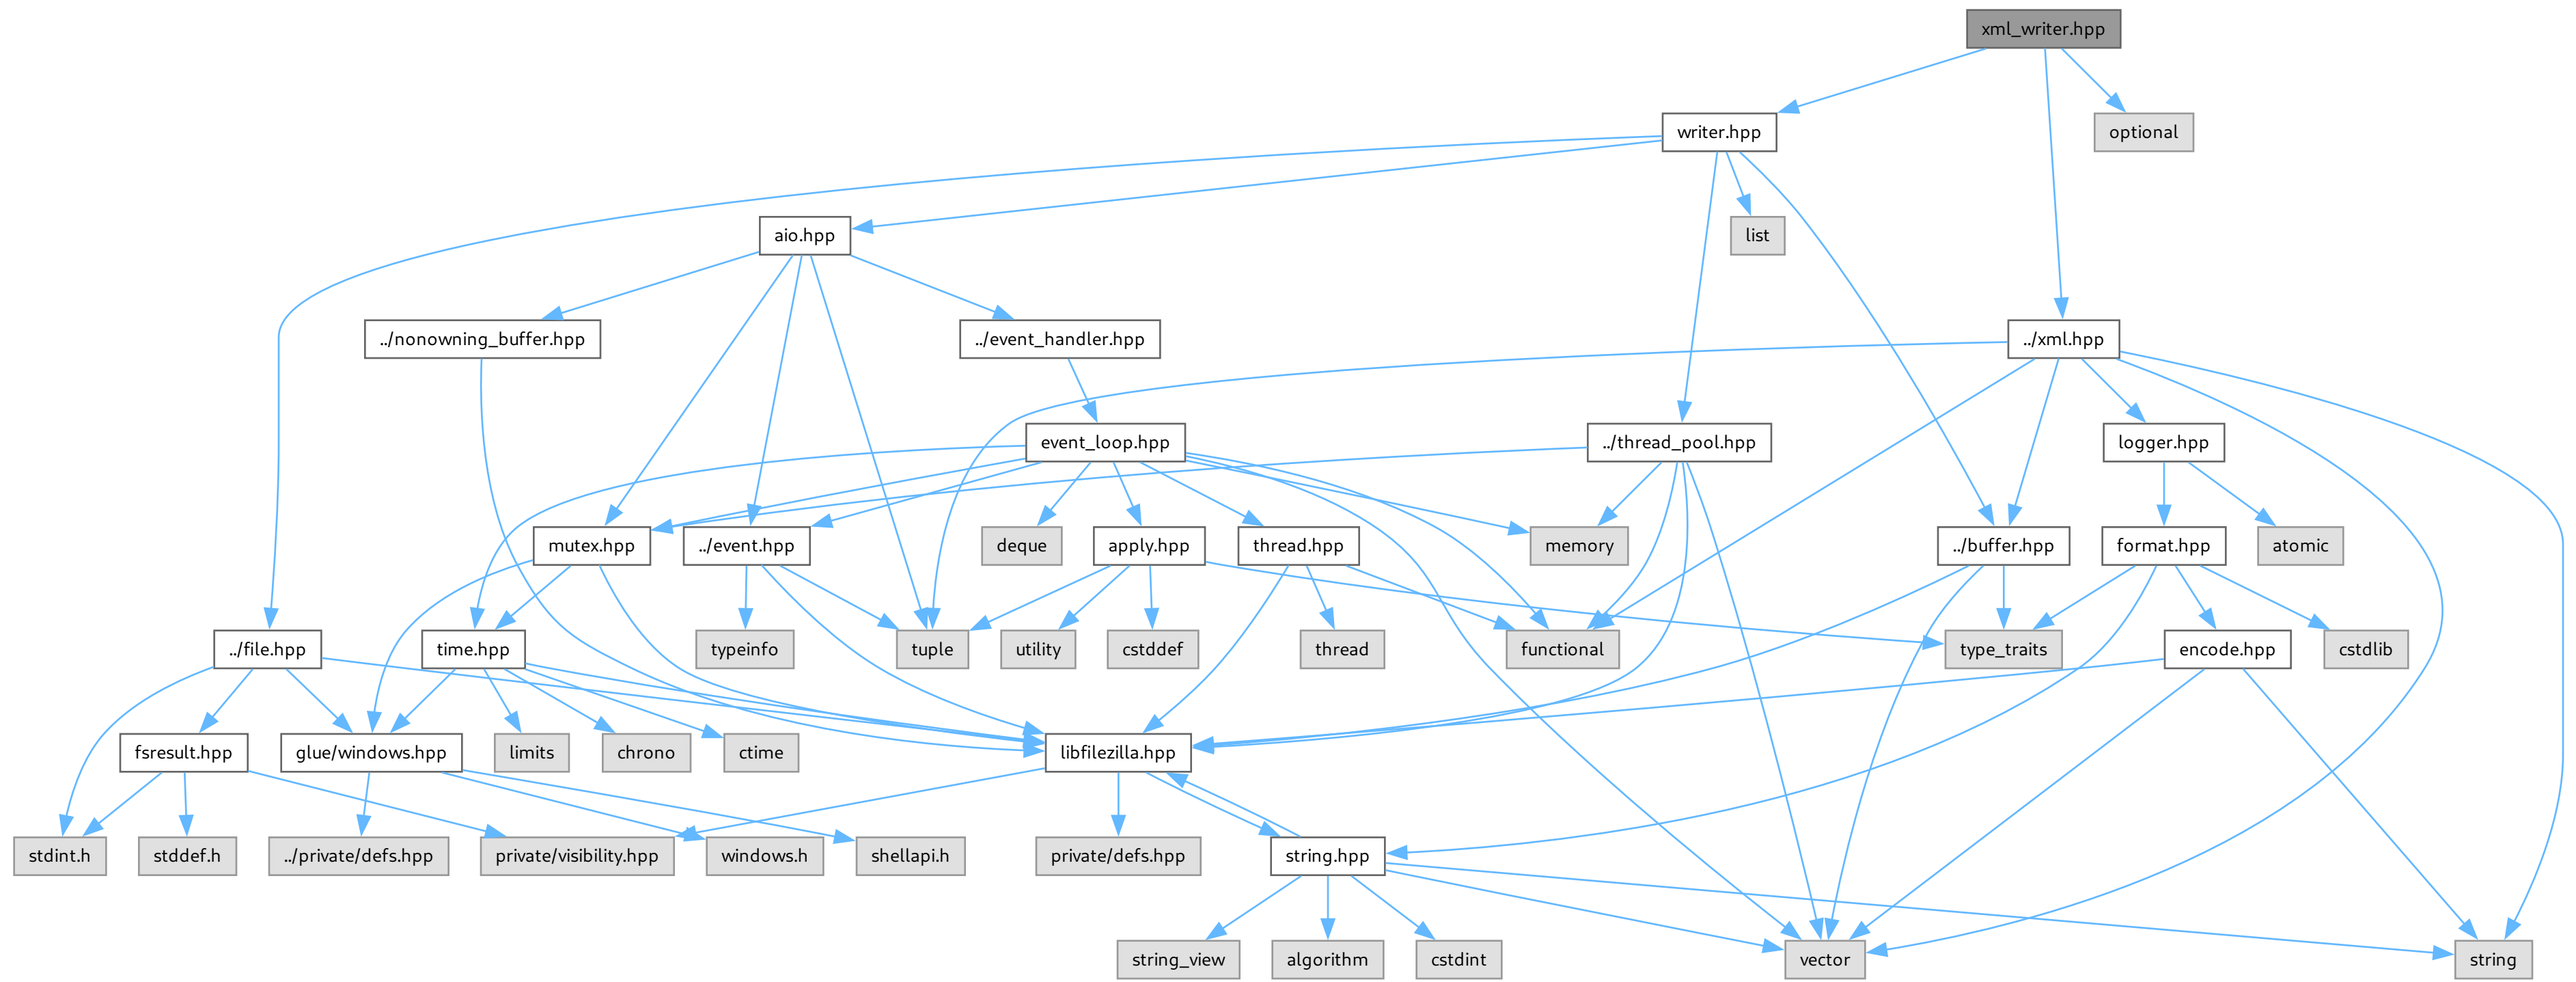 xml_writer.hpp
writer.hpp
optional
aio.hpp
list
../nonowning_buffer.hpp
../event_handler.hpp
../xml.hpp
event_loop.hpp
../thread_pool.hpp
logger.hpp
mutex.hpp
../event.hpp
deque
apply.hpp
thread.hpp
memory
../buffer.hpp
format.hpp
atomic
../file.hpp
time.hpp
typeinfo
tuple
utility
cstddef
thread
functional
type_traits
encode.hpp
cstdlib
fsresult.hpp
glue/windows.hpp
limits
chrono
ctime
libfilezilla.hpp
stdint.h
stddef.h
../private/defs.hpp
private/visibility.hpp
windows.h
shellapi.h
private/defs.hpp
string.hpp
string_view
algorithm
cstdint
vector
string